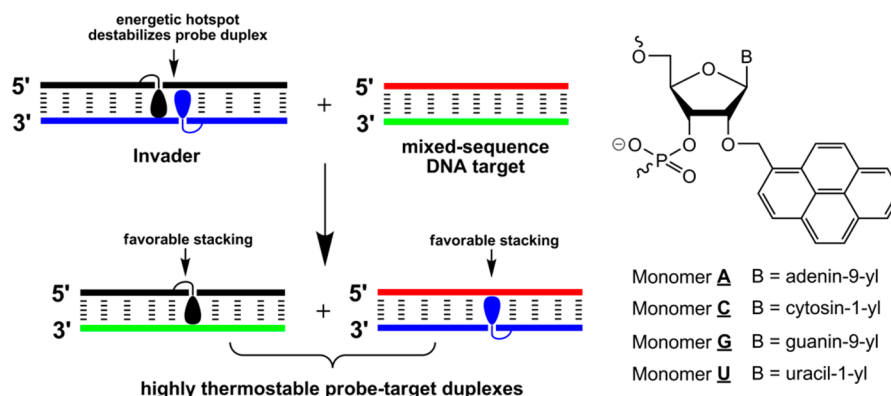 energetic hotspot
destabilizes probe duplex
5'
3'
Invader
+
5'
3'
mixed-sequence
DNA target
favorable stacking
5'
3'
+
favorable stacking
5'
3'
highly thermostable probe-target duplexes
O
B
O
O
⊖O
P
O
O
Monomer A B = adenin-9-yl
Monomer C B = cytosin-1-yl
Monomer G B = guanin-9-yl
Monomer U B = uracil-1-yl